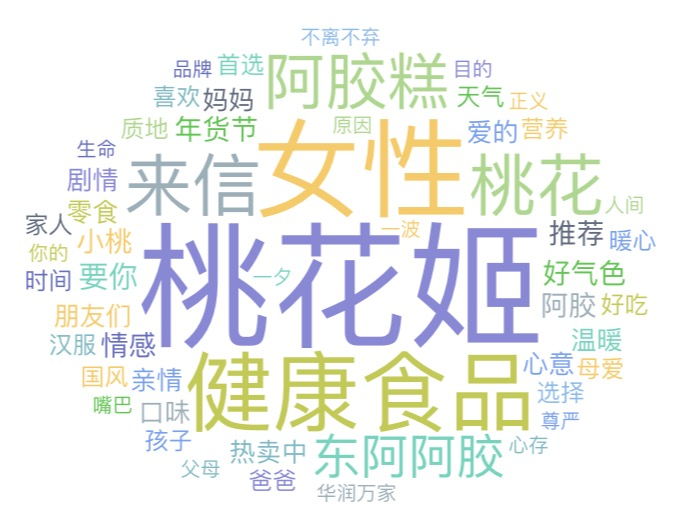 不离不弃
品牌 首选 阿胶糕 目的
喜欢 妈妈 天气 正义
质地 年货节 原因 爱的 营养
生命 女性
剧情 来信 桃花
零食 人间
家人 小桃 一波 推荐 暖心
你的 桃花姬
时间 要你 一夕 好气色
朋友们 阿胶 好吃
汉服 情感 温暖
国风 亲情 健康食品 心意 母爱
嘴巴 口味 选择
孩子 尊严
热卖中 东阿阿胶 心存
父母 爸爸
华润万家